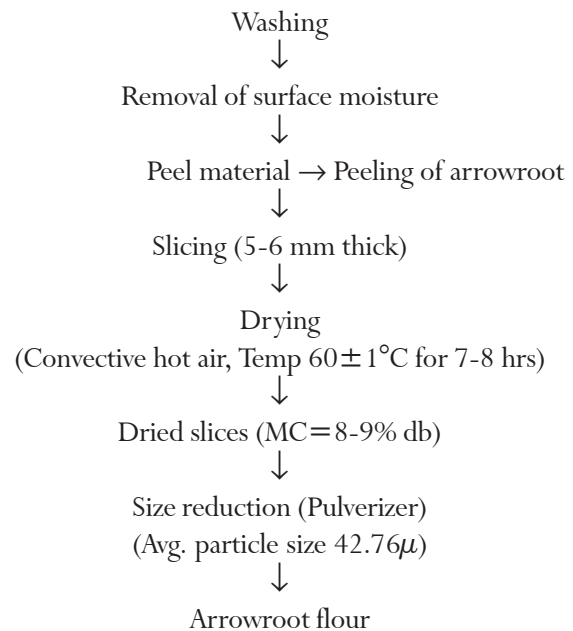 Washing
↓
Removal of surface moisture
↓
Peel material → Peeling of arrowroot
↓
Slicing (5-6 mm thick)
↓
Drying
(Convective hot air, Temp 60±1°C for 7-8 hrs)
↓
Dried slices (MC=8-9% db)
↓
Size reduction (Pulverizer)
(Avg. particle size 42.76μ)
↓
Arrowroot flour